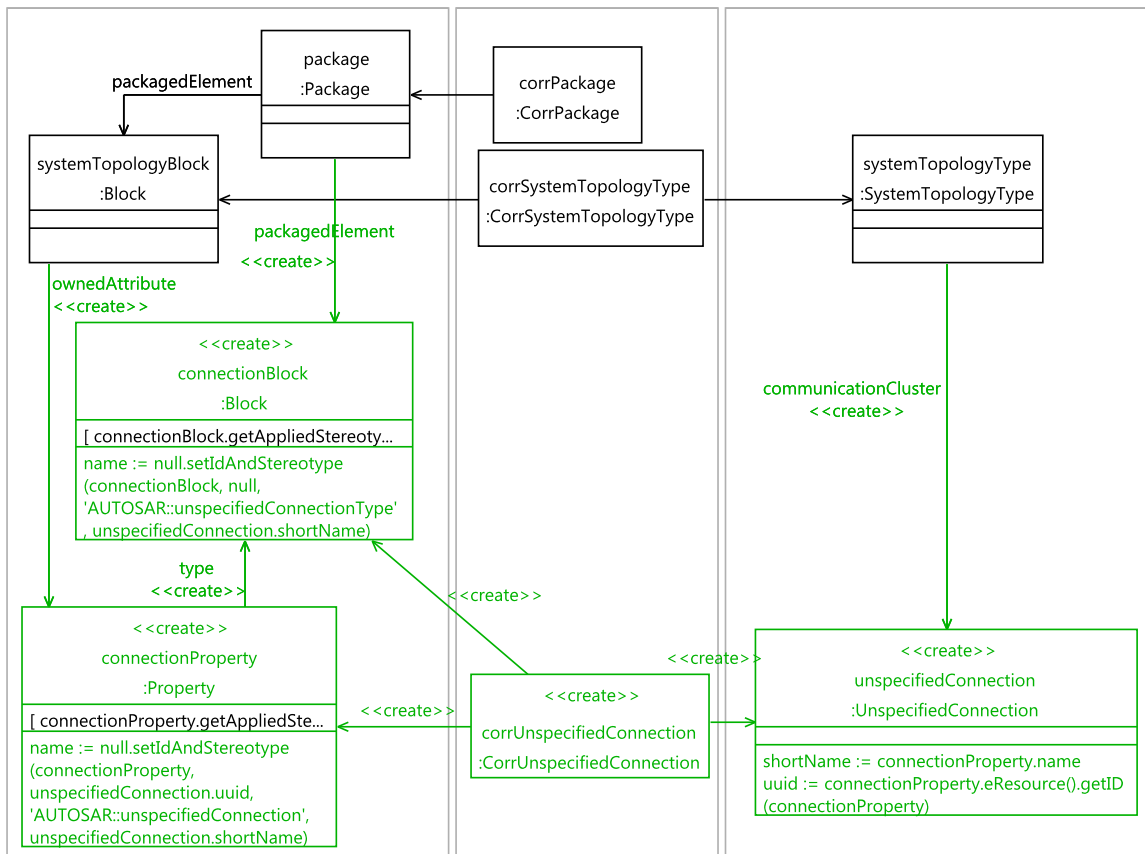 package
:Package
packagedElement
corrPackage
:CorrPackage
systemTopologyBlock
:Block
corrSystemTopologyType
:CorrSystemTopologyType
systemTopologyType
:SystemTopologyType
packagedElement
<<create>>
ownedAttribute
<<create>>
<<create>>
connectionBlock
:Block
[ connectionBlock.getAppliedStereoty...
name := null.setIdAndStereotype
(connectionBlock, null,
'AUTOSAR::unspecifiedConnectionType'
, unspecifiedConnection.shortName)
communicationCluster
<<create>>
type
<<create>>
<<create>>
<<create>>
connectionProperty
:Property
[ connectionProperty.getAppliedSte...
name := null.setIdAndStereotype
(connectionProperty,
unspecifiedConnection.uuid,
'AUTOSAR::unspecifiedConnection',
unspecifiedConnection.shortName)
<<create>>
<<create>>
corrUnspecifiedConnection
:CorrUnspecifiedConnection
<<create>>
<<create>>
unspecifiedConnection
:UnspecifiedConnection
shortName := connectionProperty.name
uuid := connectionProperty.eResource().getID
(connectionProperty)